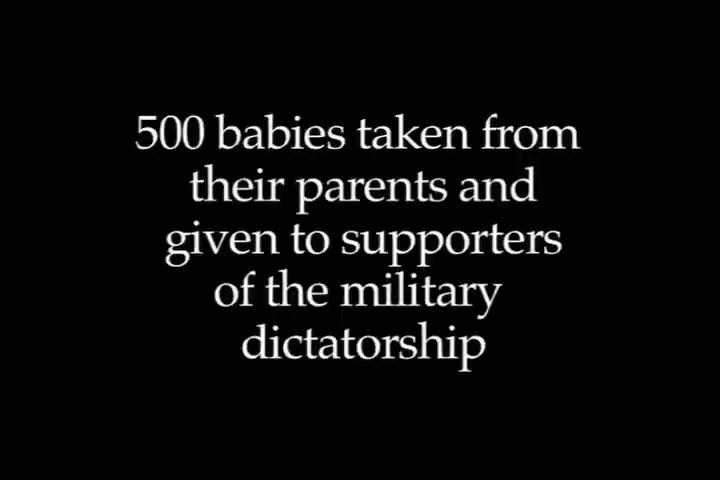 500 babies taken from
their parents and
given to supporters
of the military
dictatorship